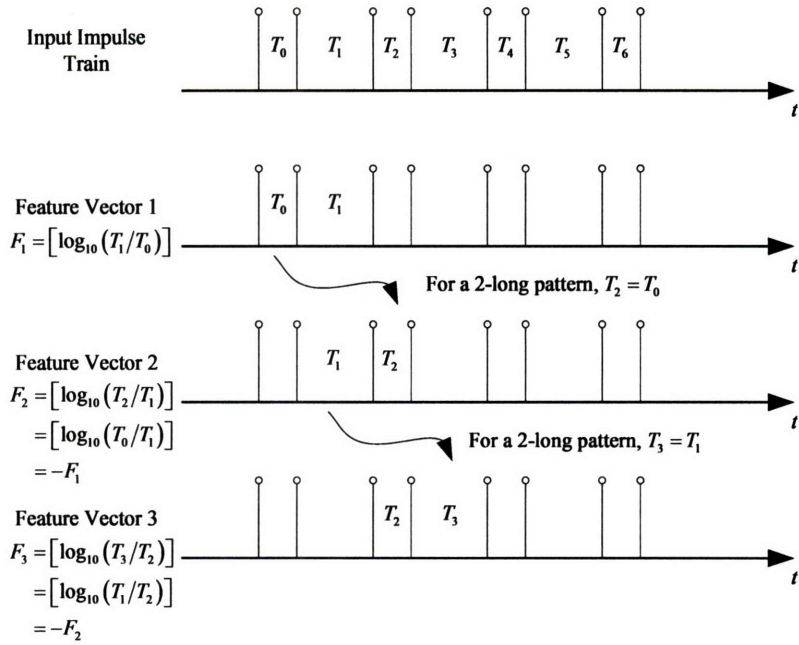 Input Impulse
Train
T₀ T₁ T₂ T₃ T₄ T₅ T₆
t
Feature Vector 1
F₁ = [log₁₀(T₁/T₀)]
T₀ T₁
t
For a 2-long pattern, T₂ = T₀
Feature Vector 2
F₂ = [log₁₀(T₂/T₁)]
= [log₁₀(T₀/T₁)]
= -F₁
T₁ T₂
t
For a 2-long pattern, T₃ = T₁
Feature Vector 3
F₃ = [log₁₀(T₃/T₂)]
= [log₁₀(T₁/T₂)]
= -F₂
T₂ T₃
t